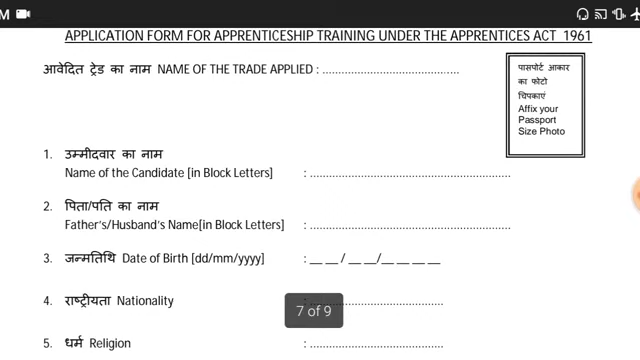 M
APPLICATION FORM FOR APPRENTICESHIP TRAINING UNDER THE APPRENTICES ACT 1961
आवेदित ट्रेड का नाम NAME OF THE TRADE APPLIED : ..........................................
पासपोर्ट आकार
का फोटो
चिपकाएं
Affix your
Passport
Size Photo
1. उम्मीदवार का नाम
Name of the Candidate [in Block Letters] : ..............................................................
2. पिता/पति का नाम
Father's/Husband's Name[in Block Letters] : ..............................................................
3. जन्मतिथि Date of Birth [dd/mm/yyyy] : __ __ / __ __/__ __ __ __
4. राष्ट्रीयता Nationality : .........................................
7 of 9
5. धर्म Religion : .........................................